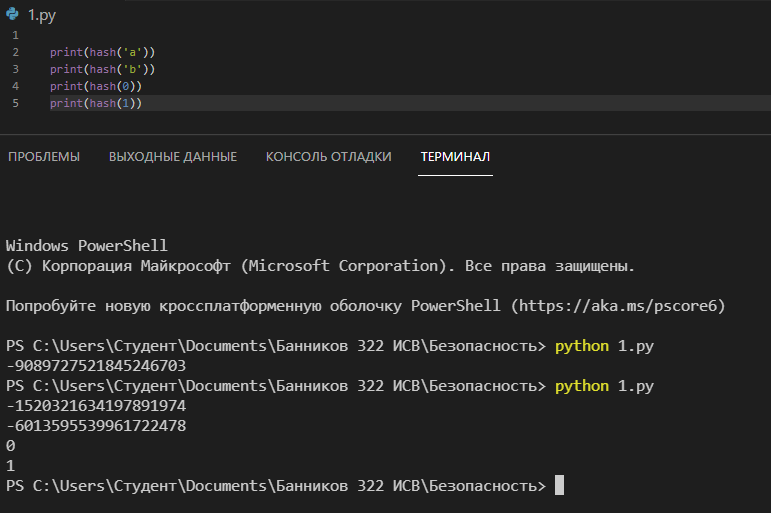 1.py
1
2 print(hash('a'))
3 print(hash('b'))
4 print(hash(0))
5 print(hash(1))
ПРОБЛЕМЫ ВЫХОДНЫЕ ДАННЫЕ КОНСОЛЬ ОТЛАДКИ ТЕРМИНАЛ
Windows PowerShell
(C) Корпорация Майкрософт (Microsoft Corporation). Все права защищены.
Попробуйте новую кроссплатформенную оболочку PowerShell (https://aka.ms/pscore6)
PS C:\Users\Студент\Documents\Банников 322 ИСВ\Безопасность> python 1.py
-9089727521845246703
PS C:\Users\Студент\Documents\Банников 322 ИСВ\Безопасность> python 1.py
-1520321634197891974
-6013595539961722478
0
1
PS C:\Users\Студент\Documents\Банников 322 ИСВ\Безопасность>